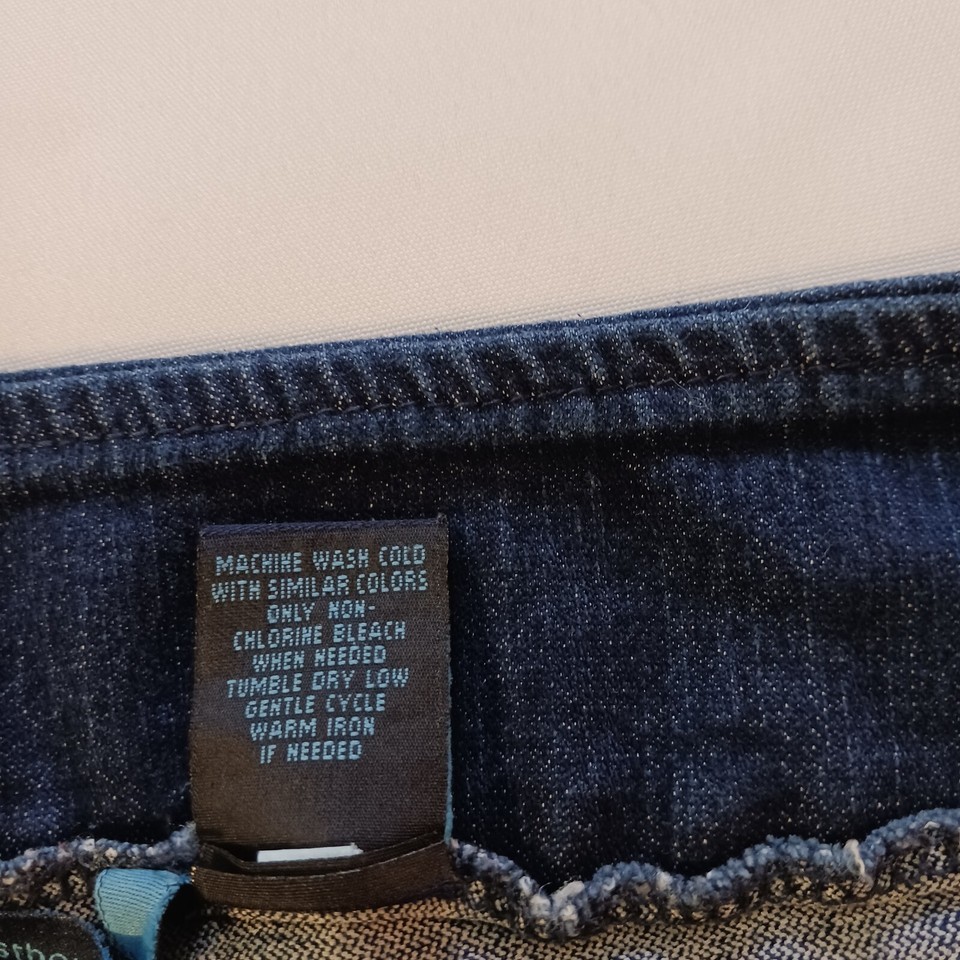 MACHINE WASH COLD
WITH SIMILAR COLORS
ONLY NON-
CHLORINE BLEACH
WHEN NEEDED
TUMBLE DRY LOW
GENTLE CYCLE
WARM IRON
IF NEEDED